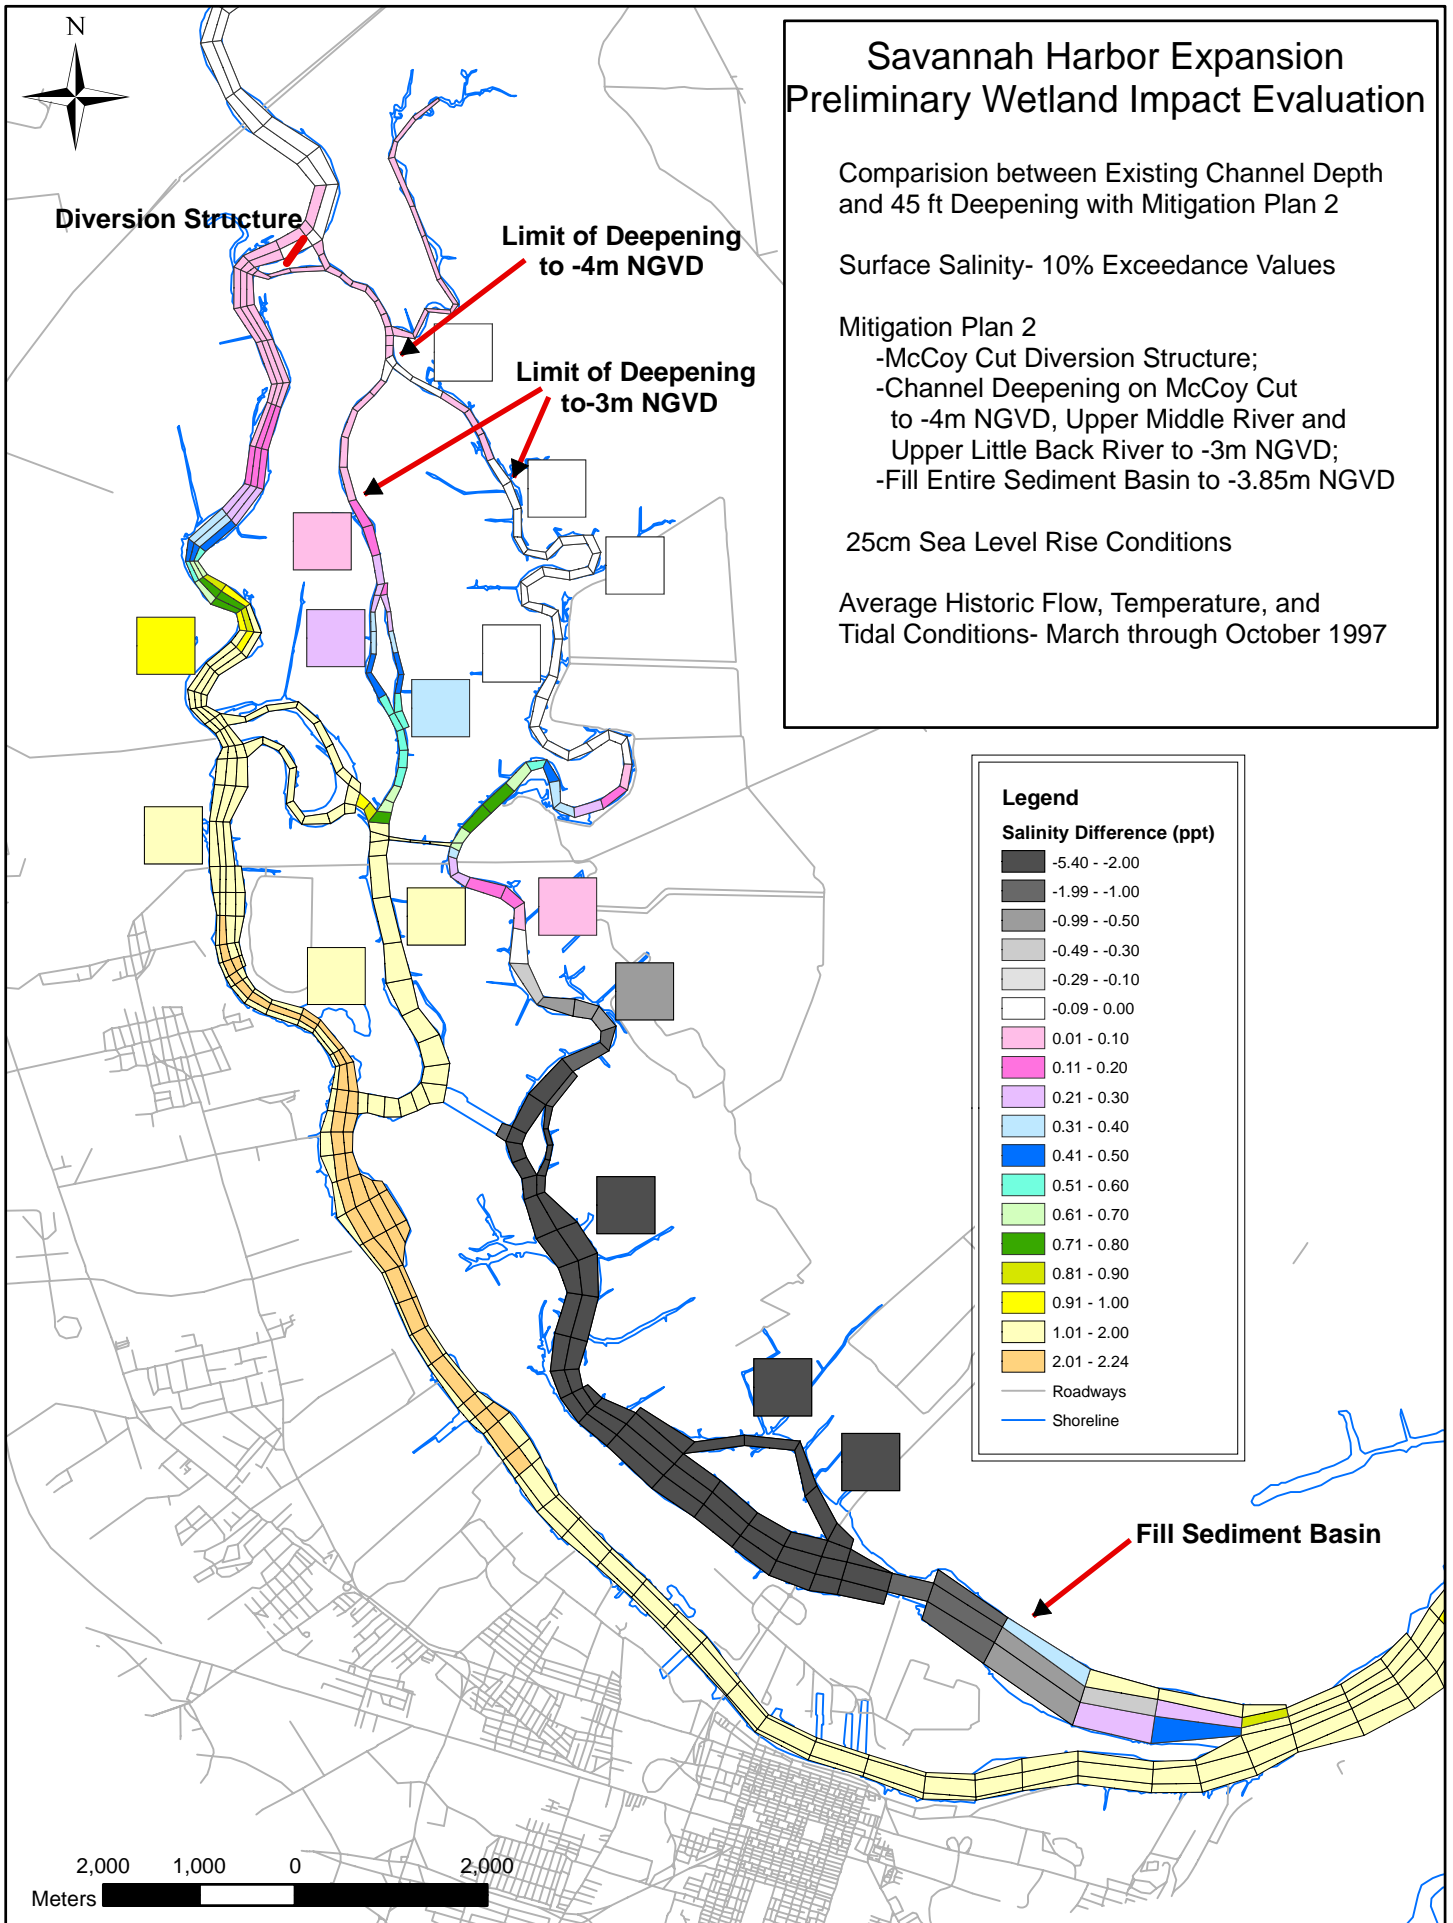 N
Savannah Harbor Expansion
Preliminary Wetland Impact Evaluation
Comparision between Existing Channel Depth
and 45 ft Deepening with Mitigation Plan 2
Surface Salinity- 10% Exceedance Values
Mitigation Plan 2
-McCoy Cut Diversion Structure;
-Channel Deepening on McCoy Cut
to -4m NGVD, Upper Middle River and
Upper Little Back River to -3m NGVD;
-Fill Entire Sediment Basin to -3.85m NGVD
25cm Sea Level Rise Conditions
Average Historic Flow, Temperature, and
Tidal Conditions- March through October 1997
Diversion Structure
Limit of Deepening
to -4m NGVD
Limit of Deepening
to-3m NGVD
Legend
Salinity Difference (ppt)
-5.40 - -2.00
-1.99 - -1.00
-0.99 - -0.50
-0.49 - -0.30
-0.29 - -0.10
-0.09 - 0.00
0.01 - 0.10
0.11 - 0.20
0.21 - 0.30
0.31 - 0.40
0.41 - 0.50
0.51 - 0.60
0.61 - 0.70
0.71 - 0.80
0.81 - 0.90
0.91 - 1.00
1.01 - 2.00
2.01 - 2.24
Roadways
Shoreline
Fill Sediment Basin
2,000 1,000 0 2,000
Meters